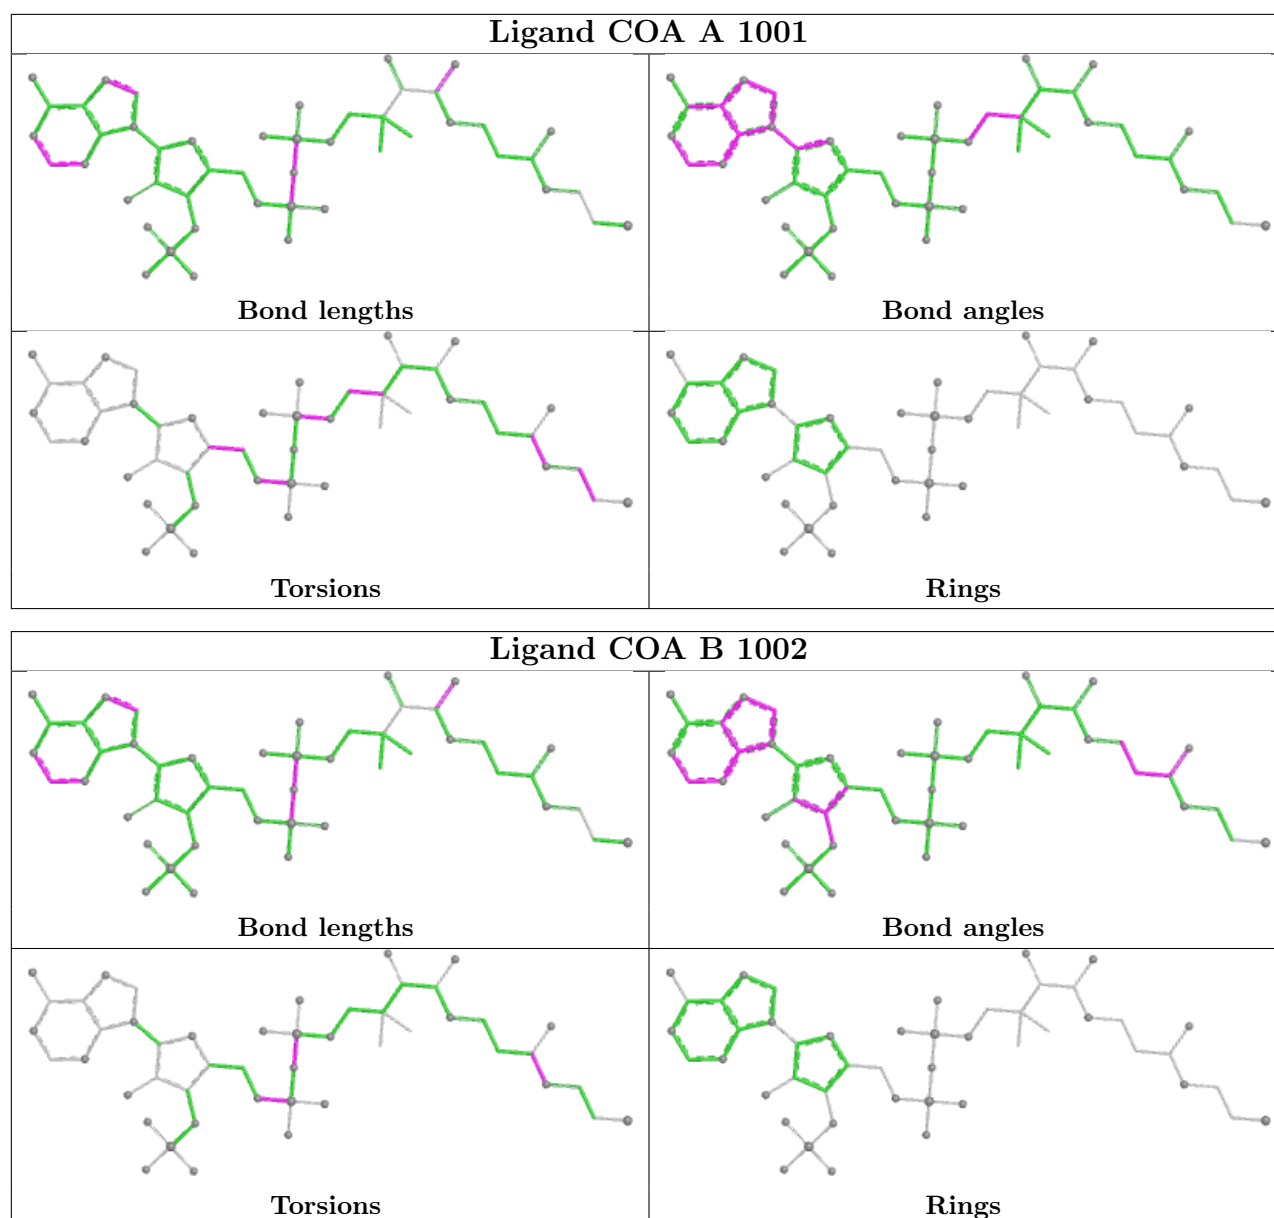 Ligand COA A 1001
Bond lengths
Bond angles
Torsions
Rings
Ligand COA B 1002
Bond lengths
Bond angles
Torsions
Rings